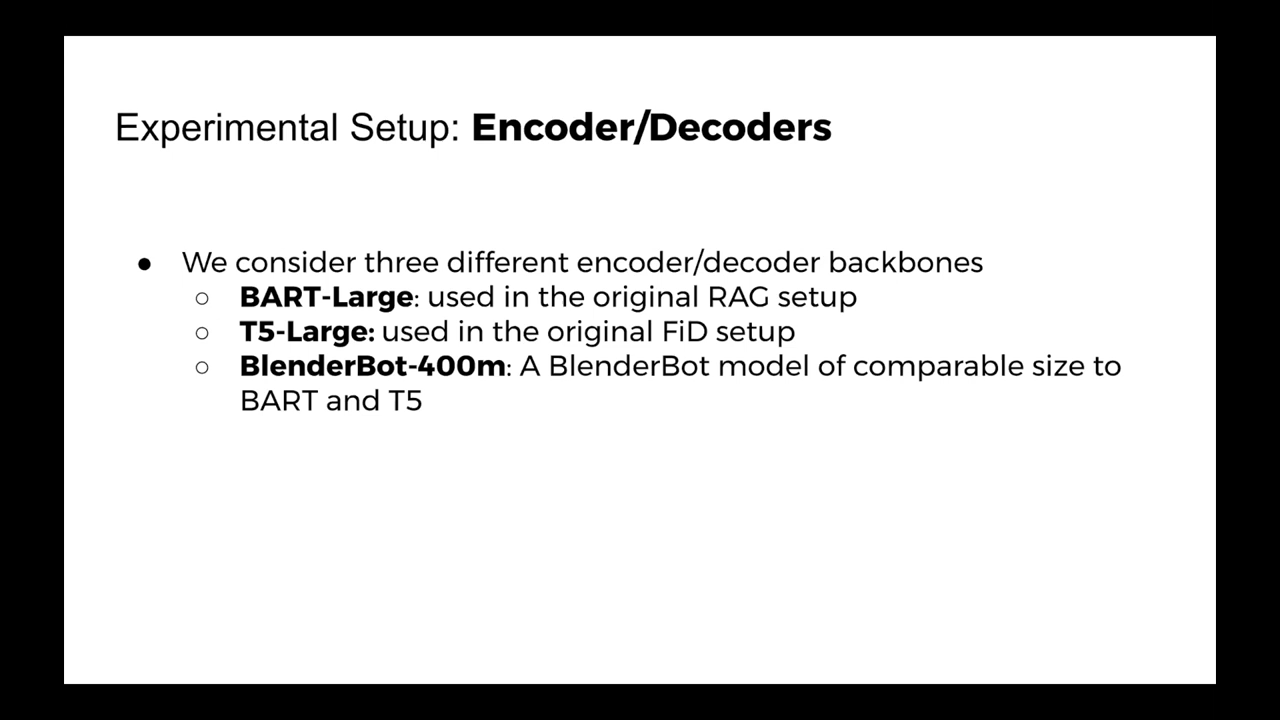 Experimental Setup: Encoder/Decoders
● We consider three different encoder/decoder backbones
○ BART-Large: used in the original RAG setup
○ T5-Large: used in the original FiD setup
○ BlenderBot-400m: A BlenderBot model of comparable size to
BART and T5